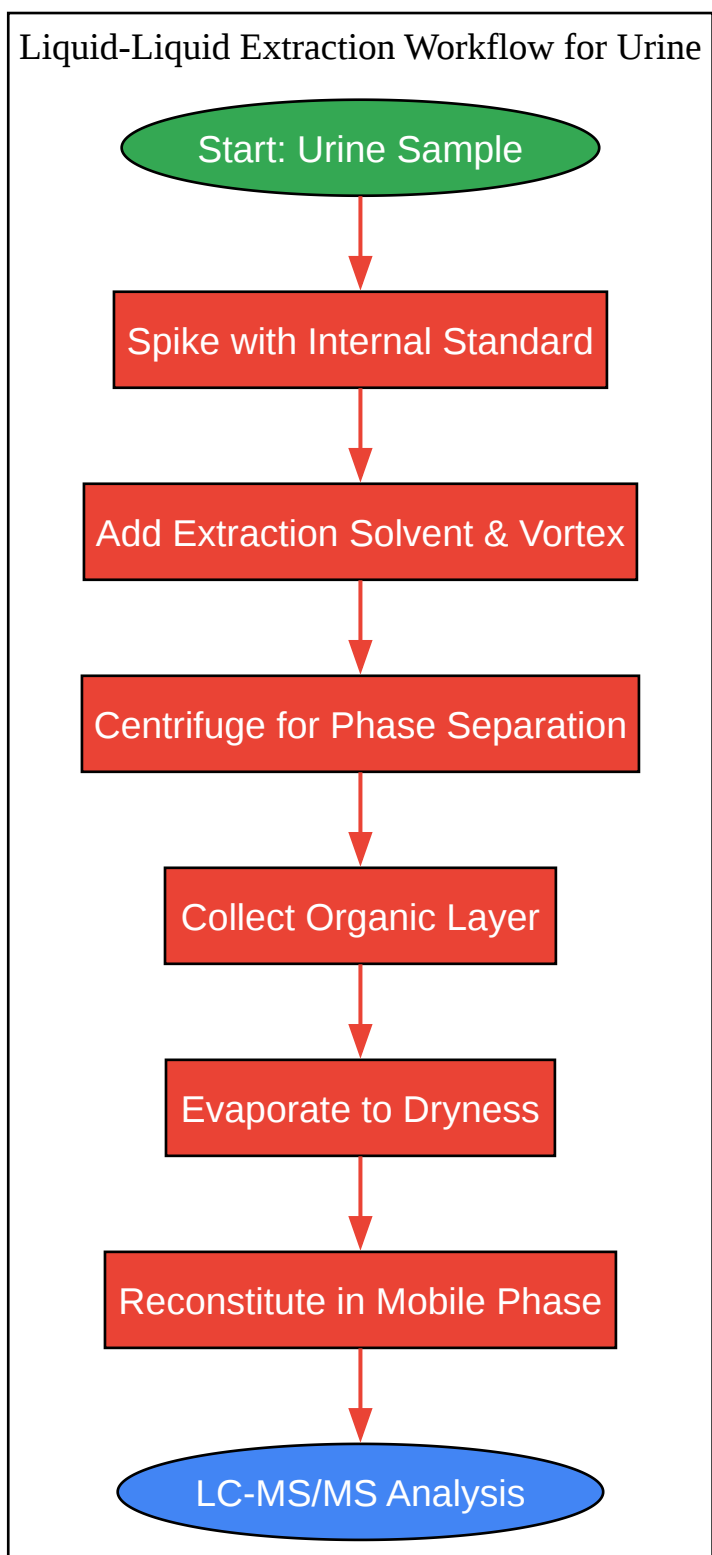 Liquid-Liquid Extraction Workflow for Urine
Start: Urine Sample
Spike with Internal Standard
Add Extraction Solvent & Vortex
Centrifuge for Phase Separation
Collect Organic Layer
Evaporate to Dryness
Reconstitute in Mobile Phase
LC-MS/MS Analysis